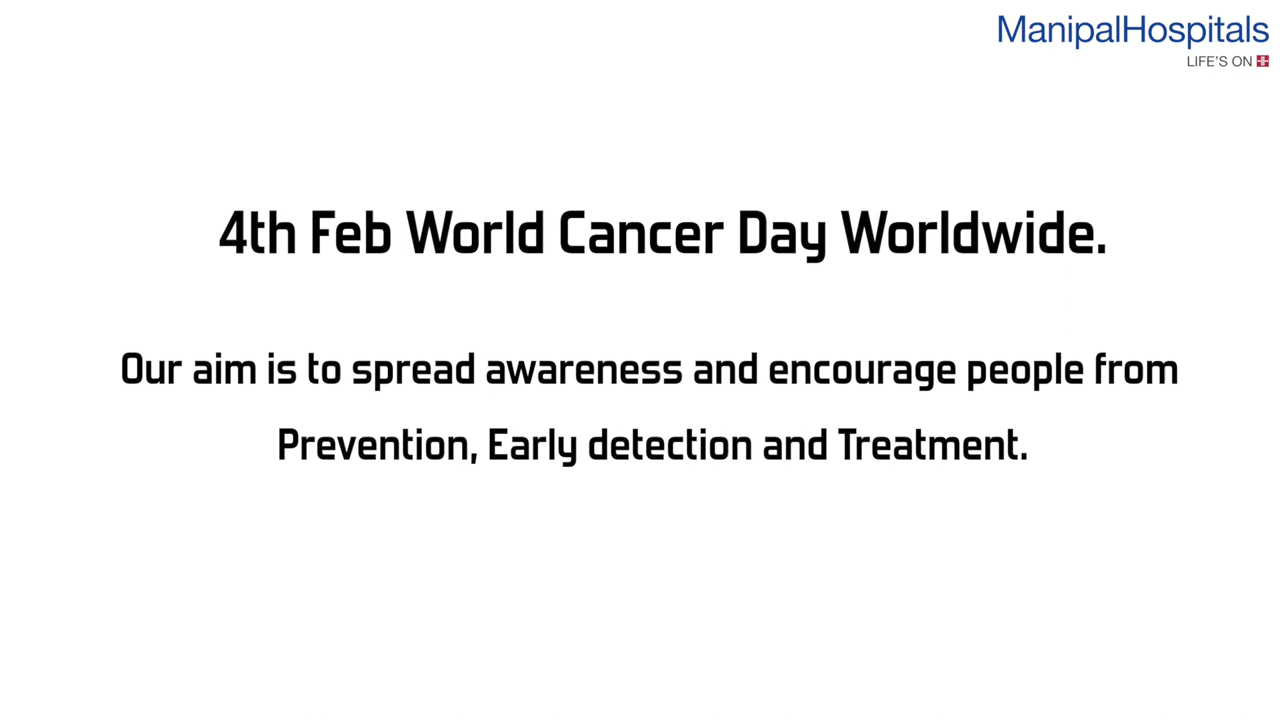 ManipalHospitals
LIFE'S ON
4th Feb World Cancer Day Worldwide.
Our aim is to spread awareness and encourage people from
Prevention, Early detection and Treatment.